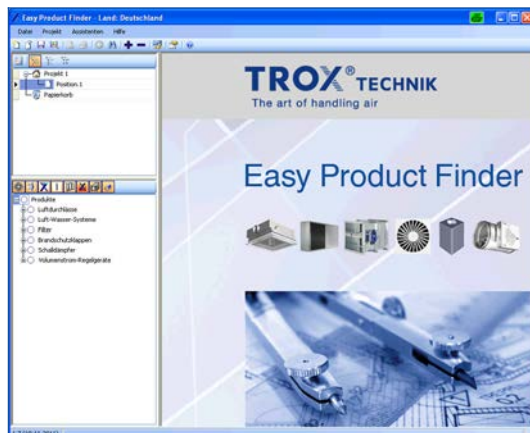 Easy Product Finder - Land: Deutschland
Datei Projekt Assistenten Hilfe
Projekt 1
Position.1
Papierkorb
TROX® TECHNIK
The art of handling air
Easy Product Finder
Produkte
Luftdurchlässe
Luft-Wasser-Systeme
Filter
Brandschutzklappen
Schalldämpfer
Volumenstrom-Regelgeräte